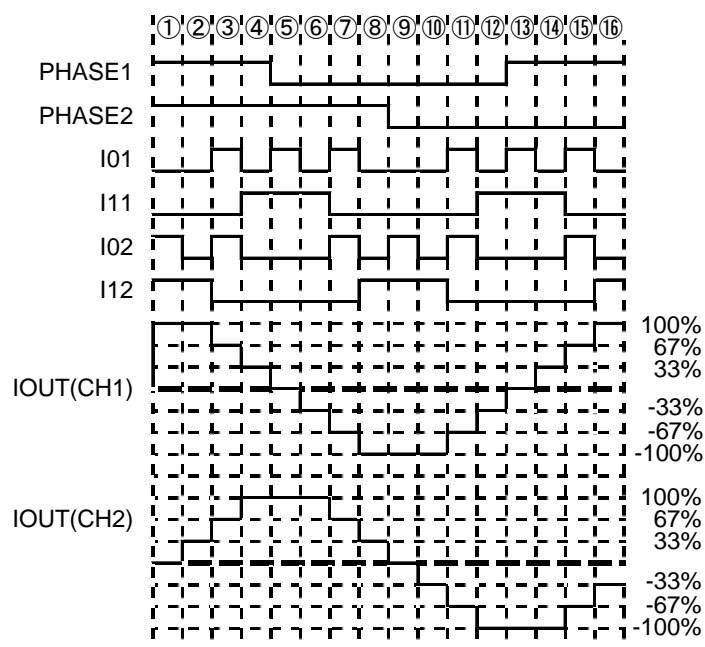 ①②③④⑤⑥⑦⑧⑨⑩⑪⑫⑬⑭⑮⑯
PHASE1
PHASE2
I01
I11
I02
I12
IOUT(CH1)
100%
67%
33%
-33%
-67%
-100%
IOUT(CH2)
100%
67%
33%
-33%
-67%
-100%